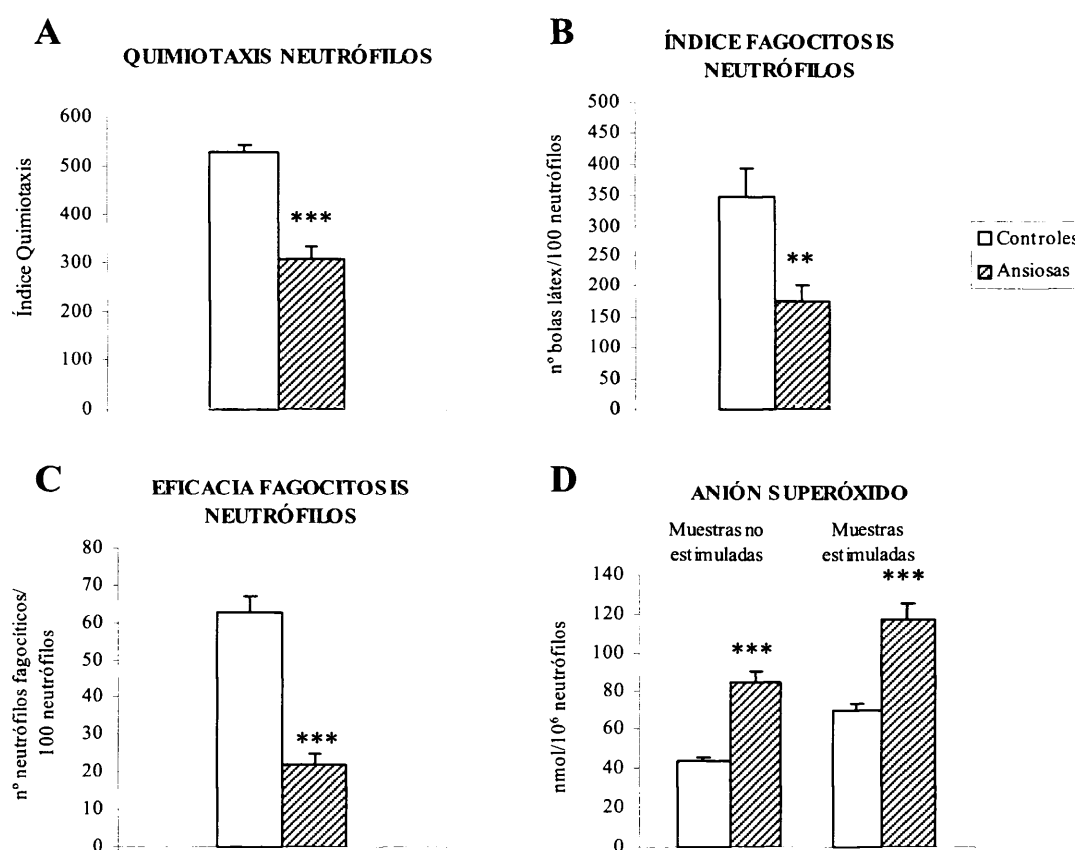 A
QUIMIOTAXIS NEUTRÓFILOS
Índice Quimiotaxis
600
500
400
300
200
100
0
***
B
ÍNDICE FAGOCITOSIS
NEUTRÓFILOS
nº bolas látex/100 neutrófilos
500
450
400
350
300
250
200
150
100
50
0
**
Controles
Ansiosas
C
EFICACIA FAGOCITOSIS
NEUTRÓFILOS
nº neutrófilos fagocíticos/
100 neutrófilos
80
70
60
50
40
30
20
10
0
***
D
ANIÓN SUPERÓXIDO
Muestras no
estimuladas
Muestras
estimuladas
nmol/10⁶ neutrófilos
140
120
100
80
60
40
20
0
***
***